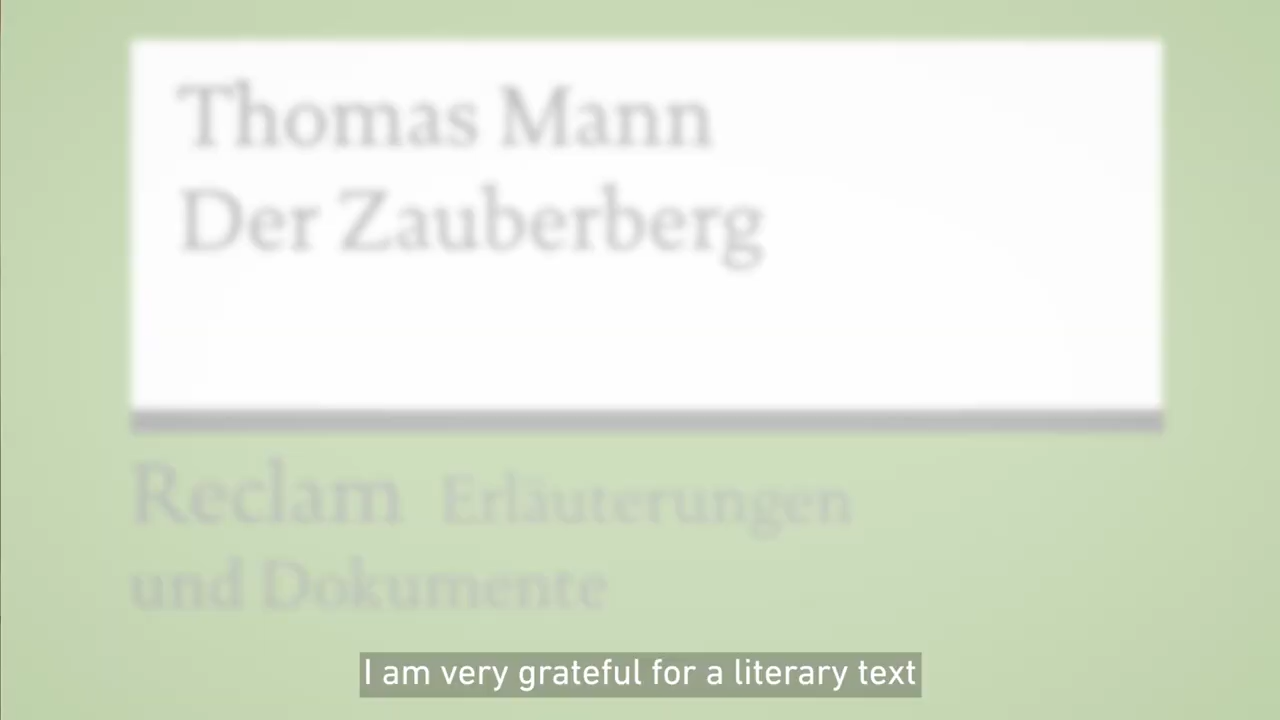 Thomas Mann
Der Zauberberg
Reclam Erläuterungen
und Dokumente
I am very grateful for a literary text